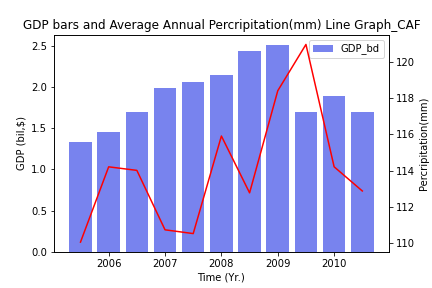 GDP bars and Average Annual Percripitation(mm) Line Graph_CAF
GDP_bd
2.5
2.0
1.5
1.0
0.5
0.0
GDP (bil,$)
120
118
116
114
112
110
Percripitation(mm)
2006 2007 2008 2009 2010
Time (Yr.)